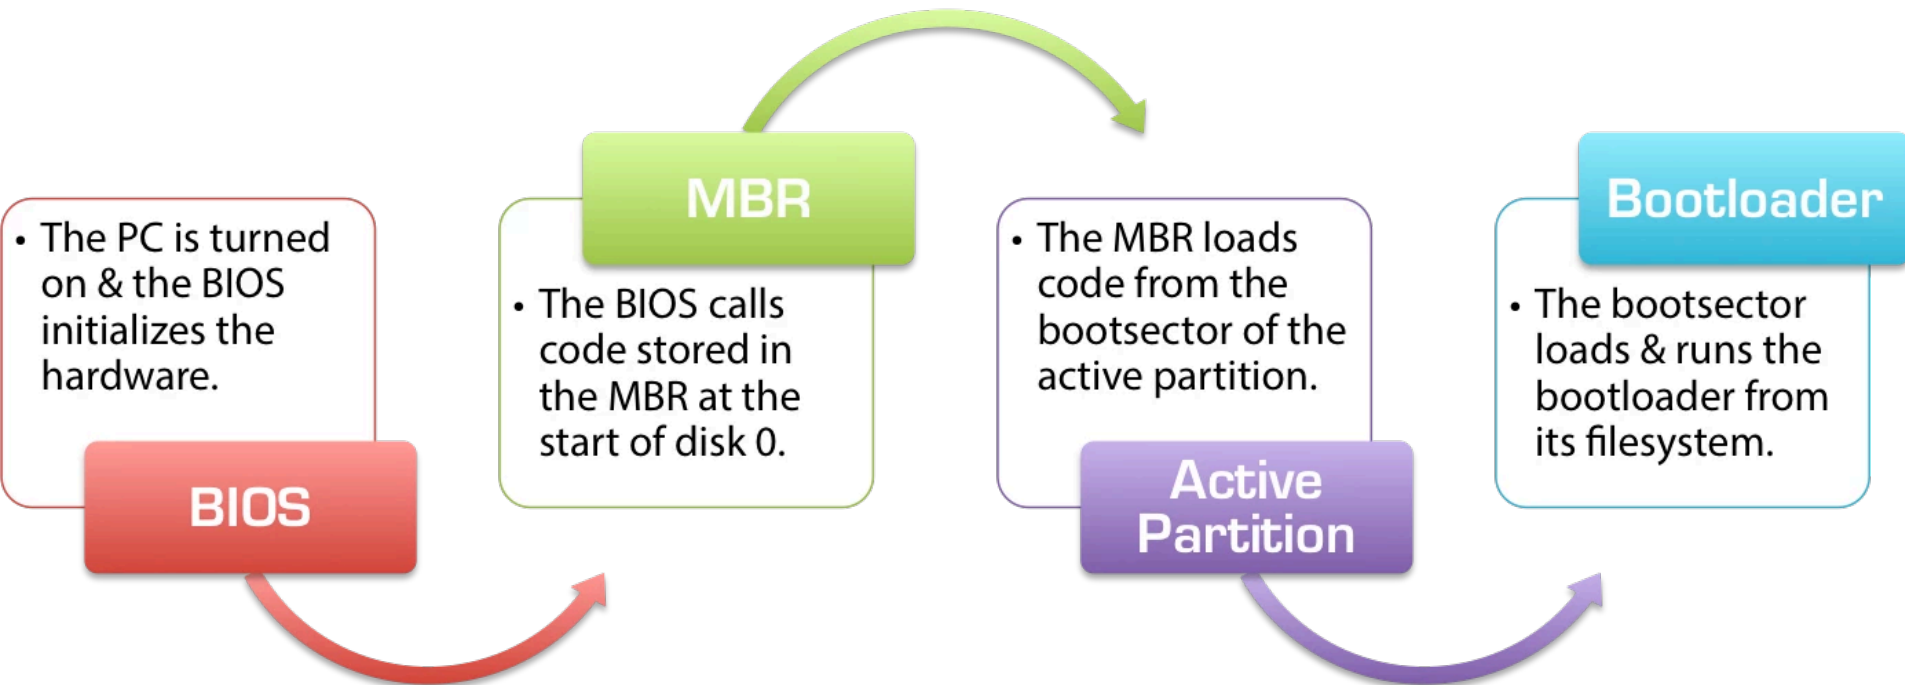 • The PC is turned
on & the BIOS
initializes the
hardware.
BIOS
MBR
• The BIOS calls
code stored in
the MBR at the
start of disk 0.
• The MBR loads
code from the
bootsector of the
active partition.
Active
Partition
Bootloader
• The bootsector
loads & runs the
bootloader from
its filesystem.